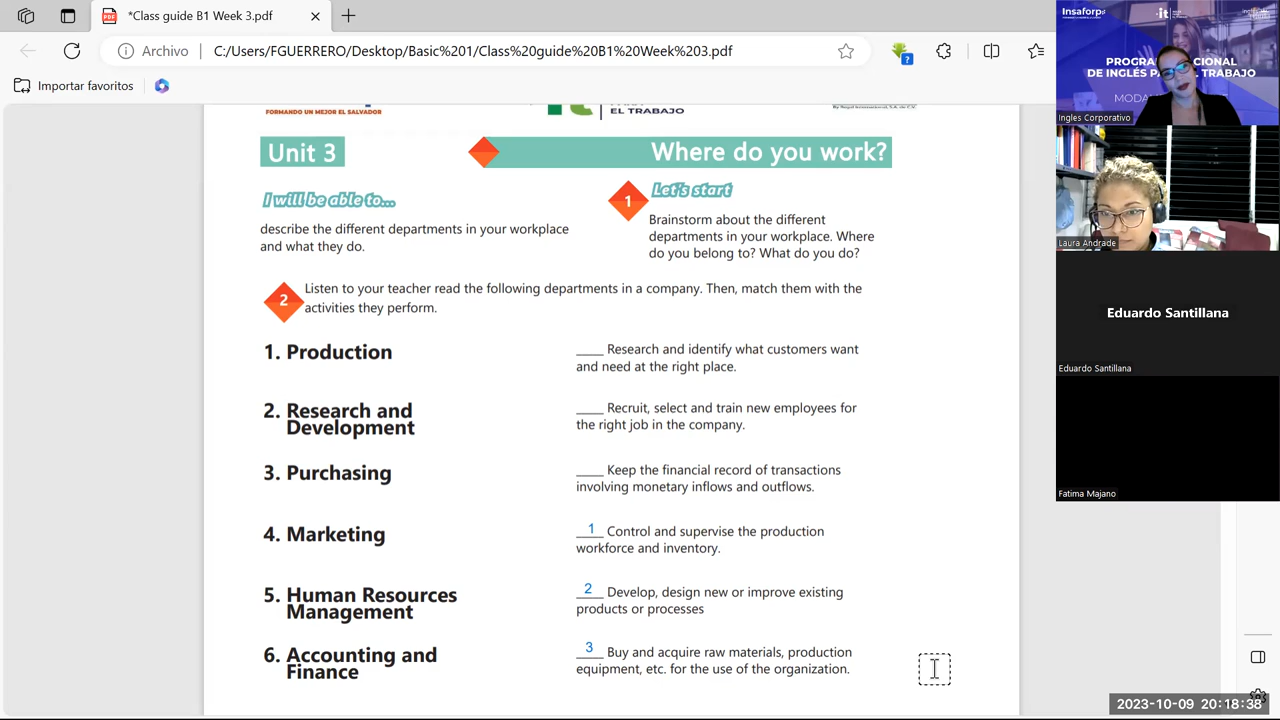 *Class guide B1 Week 3.pdf
Archivo
C:/Users/FGUERRERO/Desktop/Basic%201/Class%20guide%20B1%20Week%203.pdf
Importar favoritos
FORMANDO UN MEJOR EL SALVADOR
EL TRABAJO
Unit 3
Where do you work?
I will be able to...
describe the different departments in your workplace
and what they do.
1
Let's start
Brainstorm about the different
departments in your workplace. Where
do you belong to? What do you do?
2
Listen to your teacher read the following departments in a company. Then, match them with the
activities they perform.
1. Production
____ Research and identify what customers want
and need at the right place.
2. Research and
Development
____ Recruit, select and train new employees for
the right job in the company.
3. Purchasing
____ Keep the financial record of transactions
involving monetary inflows and outflows.
4. Marketing
1 Control and supervise the production
workforce and inventory.
5. Human Resources
Management
2 Develop, design new or improve existing
products or processes
6. Accounting and
Finance
3 Buy and acquire raw materials, production
equipment, etc. for the use of the organization.
Insaforp
DE INGLÉS TRABAJO
Ingles Corporativo
Laura Andrade
Eduardo Santillana
Eduardo Santillana
Fatima Majano
2023-10-09 20:18:38